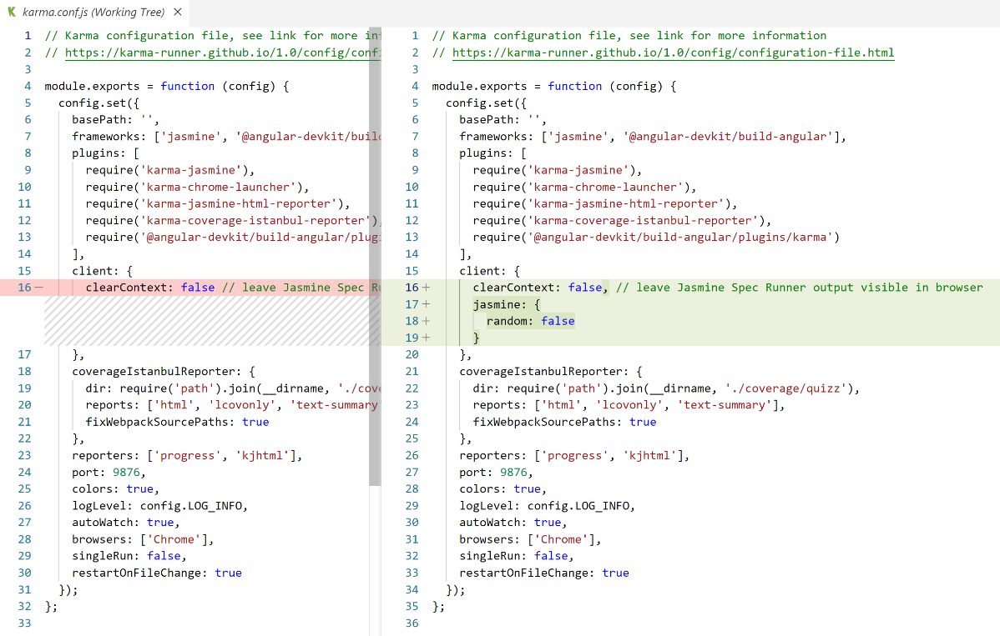 karma.conf.js (Working Tree) ×
1 // Karma configuration file, see link for more in
2 // https://karma-runner.github.io/1.0/config/conf
3
4 module.exports = function (config) {
5 config.set({
6 basePath: '',
7 frameworks: ['jasmine', '@angular-devkit/buil
8 plugins: [
9 require('karma-jasmine'),
10 require('karma-chrome-launcher'),
11 require('karma-jasmine-html-reporter'),
12 require('karma-coverage-istanbul-reporter'),
13 require('@angular-devkit/build-angular/plug
14 ],
15 client: {
16 — clearContext: false // leave Jasmine Spec R
17 },
18 coverageIstanbulReporter: {
19 dir: require('path').join(__dirname, './cov
20 reports: ['html', 'lcovonly', 'text-summary'
21 fixWebpackSourcePaths: true
22 },
23 reporters: ['progress', 'kjhtml'],
24 port: 9876,
25 colors: true,
26 logLevel: config.LOG_INFO,
27 autoWatch: true,
28 browsers: ['Chrome'],
29 singleRun: false,
30 restartOnFileChange: true
31 });
32 };
33
1 // Karma configuration file, see link for more information
2 // https://karma-runner.github.io/1.0/config/configuration-file.html
3
4 module.exports = function (config) {
5 config.set({
6 basePath: '',
7 frameworks: ['jasmine', '@angular-devkit/build-angular'],
8 plugins: [
9 require('karma-jasmine'),
10 require('karma-chrome-launcher'),
11 require('karma-jasmine-html-reporter'),
12 require('karma-coverage-istanbul-reporter'),
13 require('@angular-devkit/build-angular/plugins/karma')
14 ],
15 client: {
16 + clearContext: false, // leave Jasmine Spec Runner output visible in browser
17 + jasmine: {
18 + random: false
19 + }
20 },
21 coverageIstanbulReporter: {
22 dir: require('path').join(__dirname, './coverage/quizz'),
23 reports: ['html', 'lcovonly', 'text-summary'],
24 fixWebpackSourcePaths: true
25 },
26 reporters: ['progress', 'kjhtml'],
27 port: 9876,
28 colors: true,
29 logLevel: config.LOG_INFO,
30 autoWatch: true,
31 browsers: ['Chrome'],
32 singleRun: false,
33 restartOnFileChange: true
34 });
35 };
36